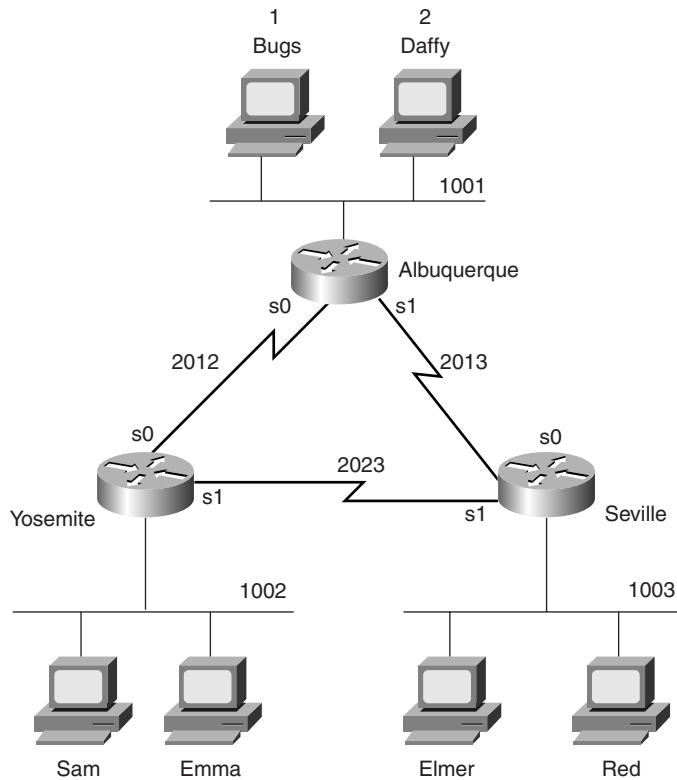 1 2
Bugs Daffy
1001
Albuquerque
s0 s1
2012 2013
s0 s0
2023
Yosemite s1 s1 Seville
1002 1003
Sam Emma Elmer Red